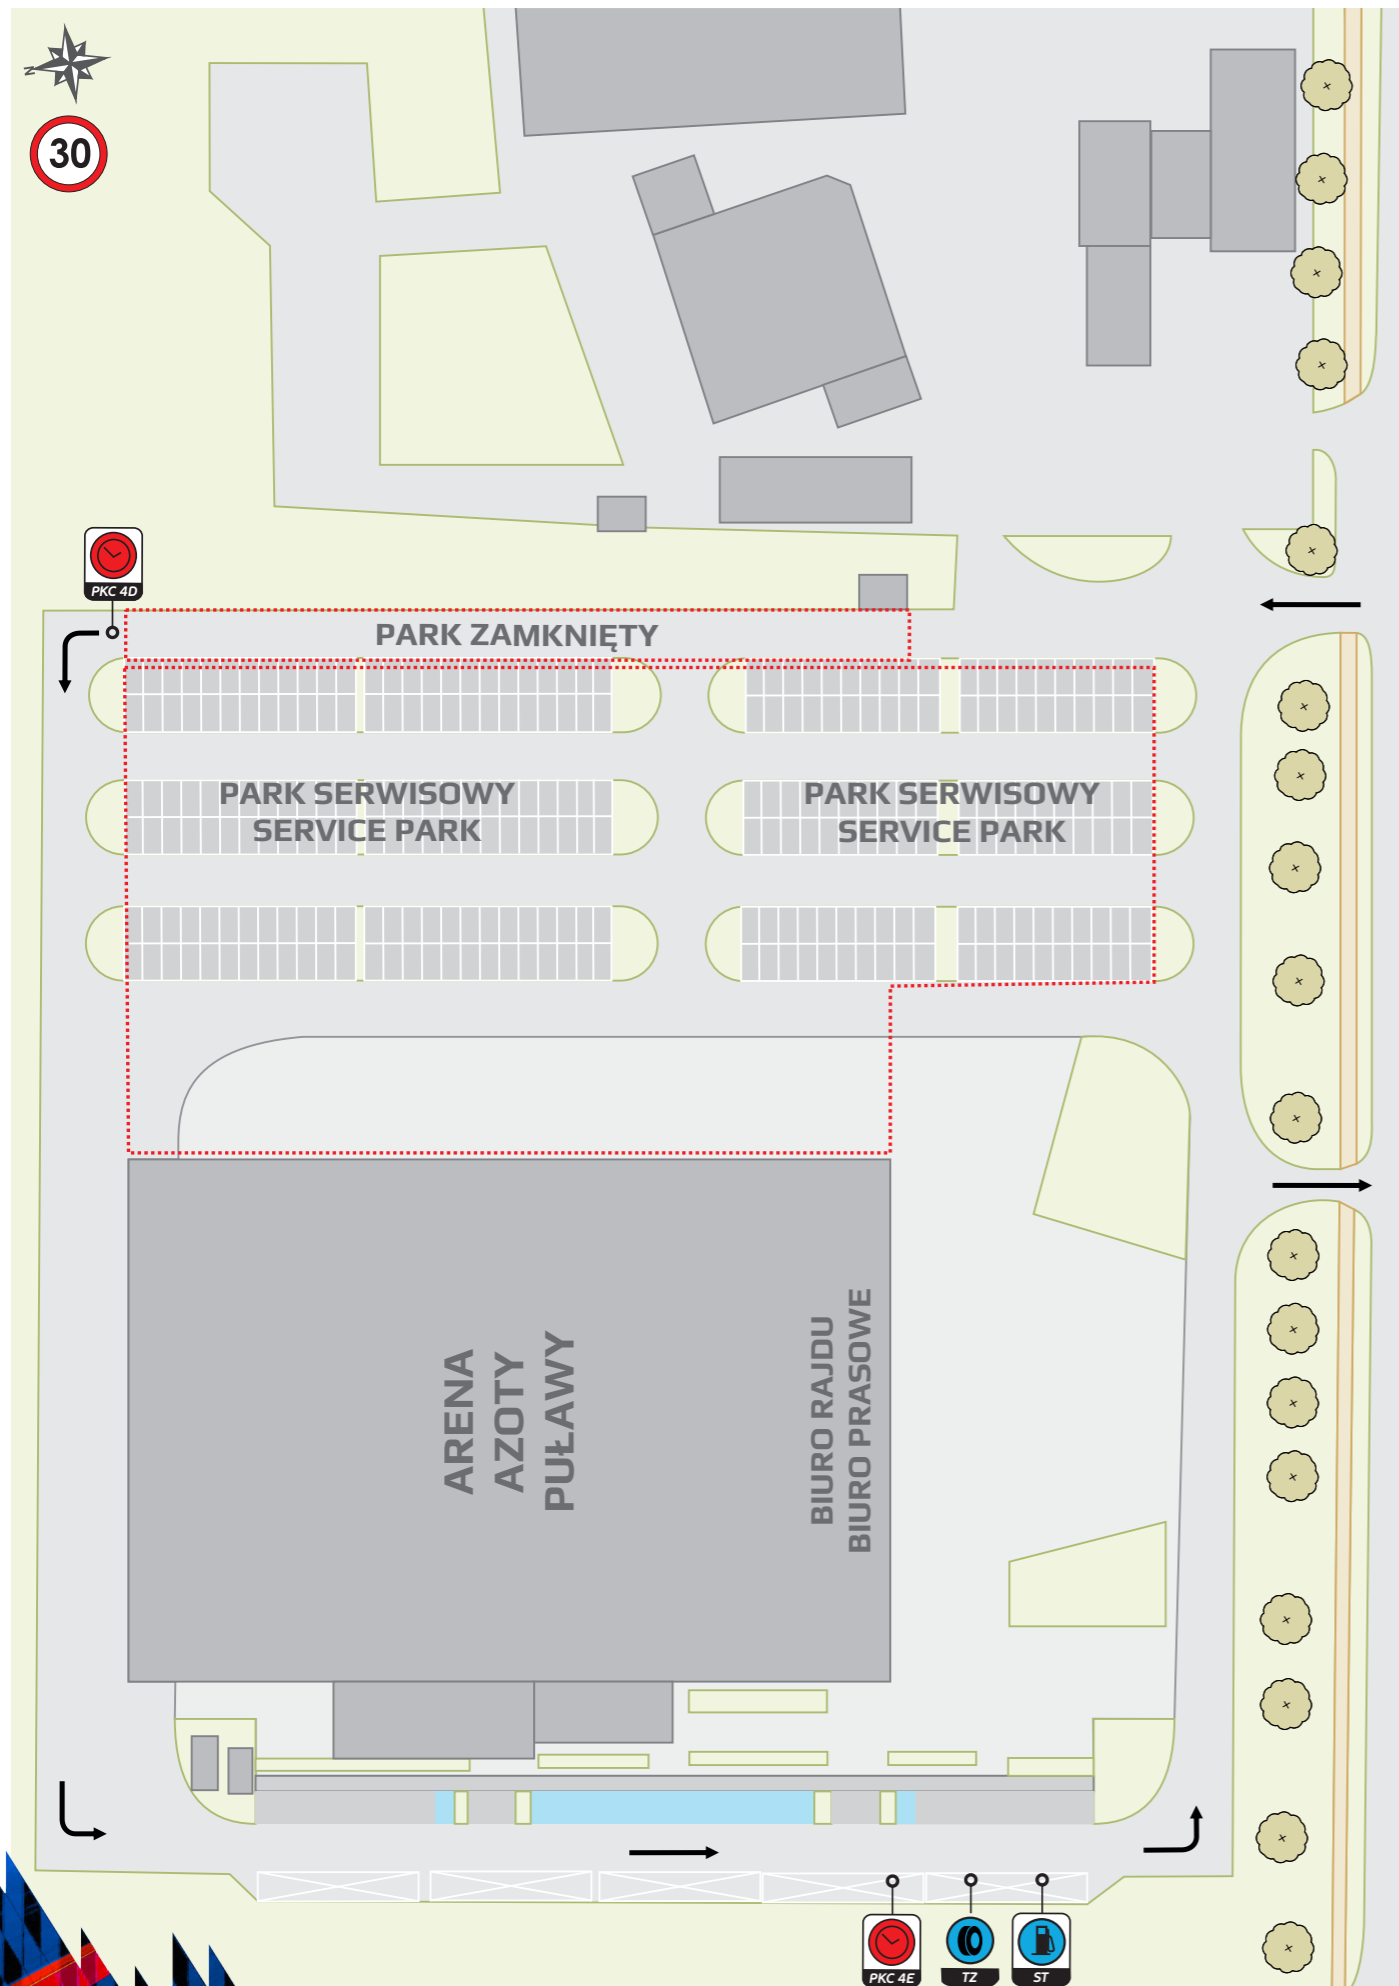 N
30
PKC 4D
PARK ZAMKNIĘTY
PARK SERWISOWY
SERVICE PARK
PARK SERWISOWY
SERVICE PARK
ARENA
AZOTY
PUŁAWY
BIURO RAJDU
BIURO PRASOWE
PKC 4E
TZ
ST